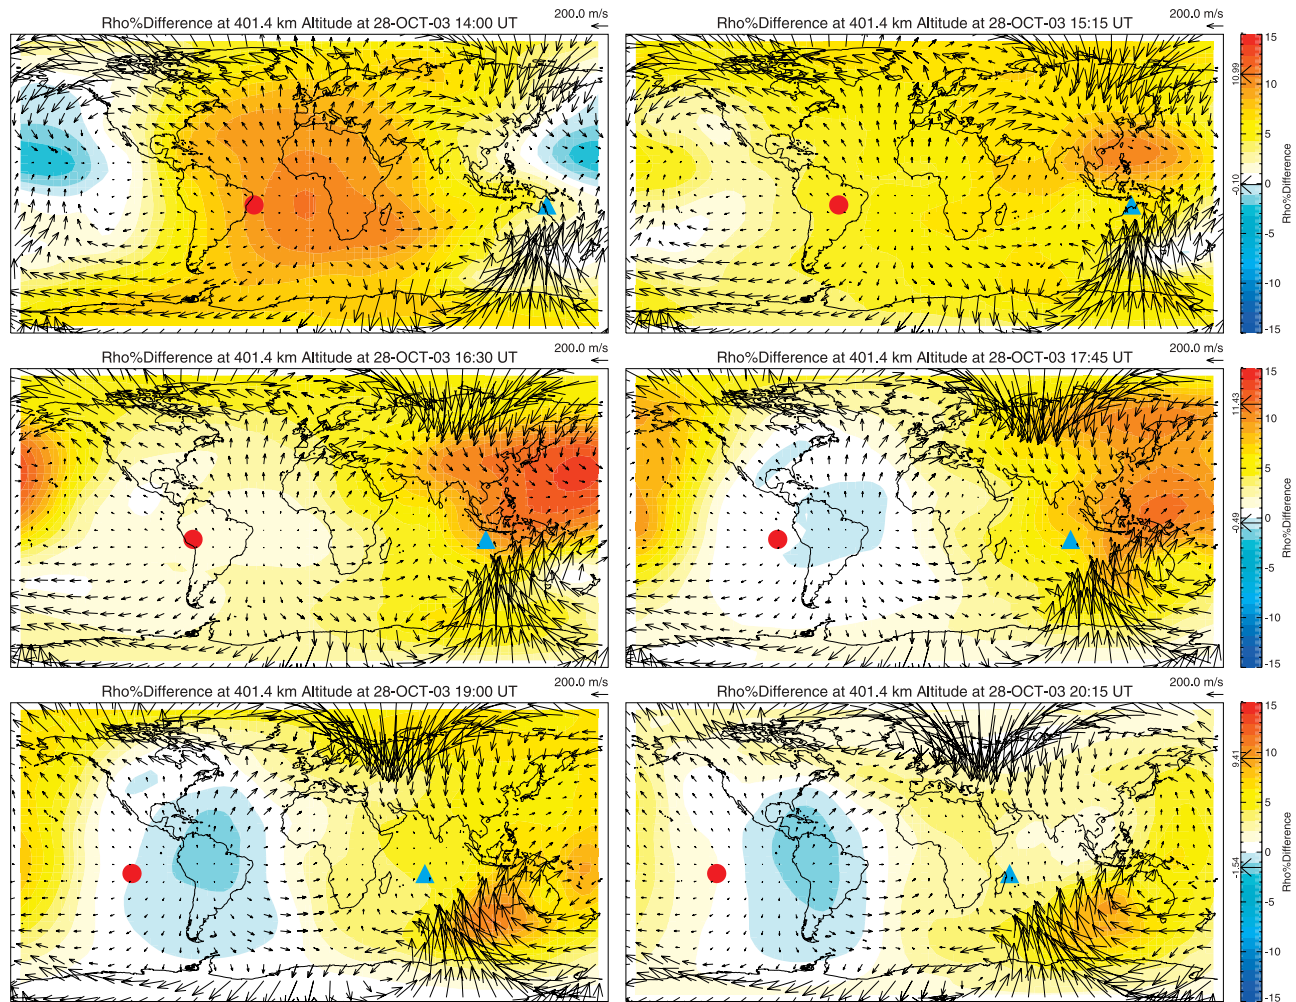 Rho%Difference at 401.4 km Altitude at 28-OCT-03 14:00 UT
200.0 m/s
Rho%Difference at 401.4 km Altitude at 28-OCT-03 15:15 UT
200.0 m/s
15
10
5
0
-5
-10
-15
10.99
-0.10
Rho%Difference
Rho%Difference at 401.4 km Altitude at 28-OCT-03 16:30 UT
200.0 m/s
Rho%Difference at 401.4 km Altitude at 28-OCT-03 17:45 UT
200.0 m/s
15
10
5
0
-5
-10
-15
11.43
-0.49
Rho%Difference
Rho%Difference at 401.4 km Altitude at 28-OCT-03 19:00 UT
200.0 m/s
Rho%Difference at 401.4 km Altitude at 28-OCT-03 20:15 UT
200.0 m/s
15
10
5
0
-5
-10
-15
9.41
-1.54
Rho%Difference